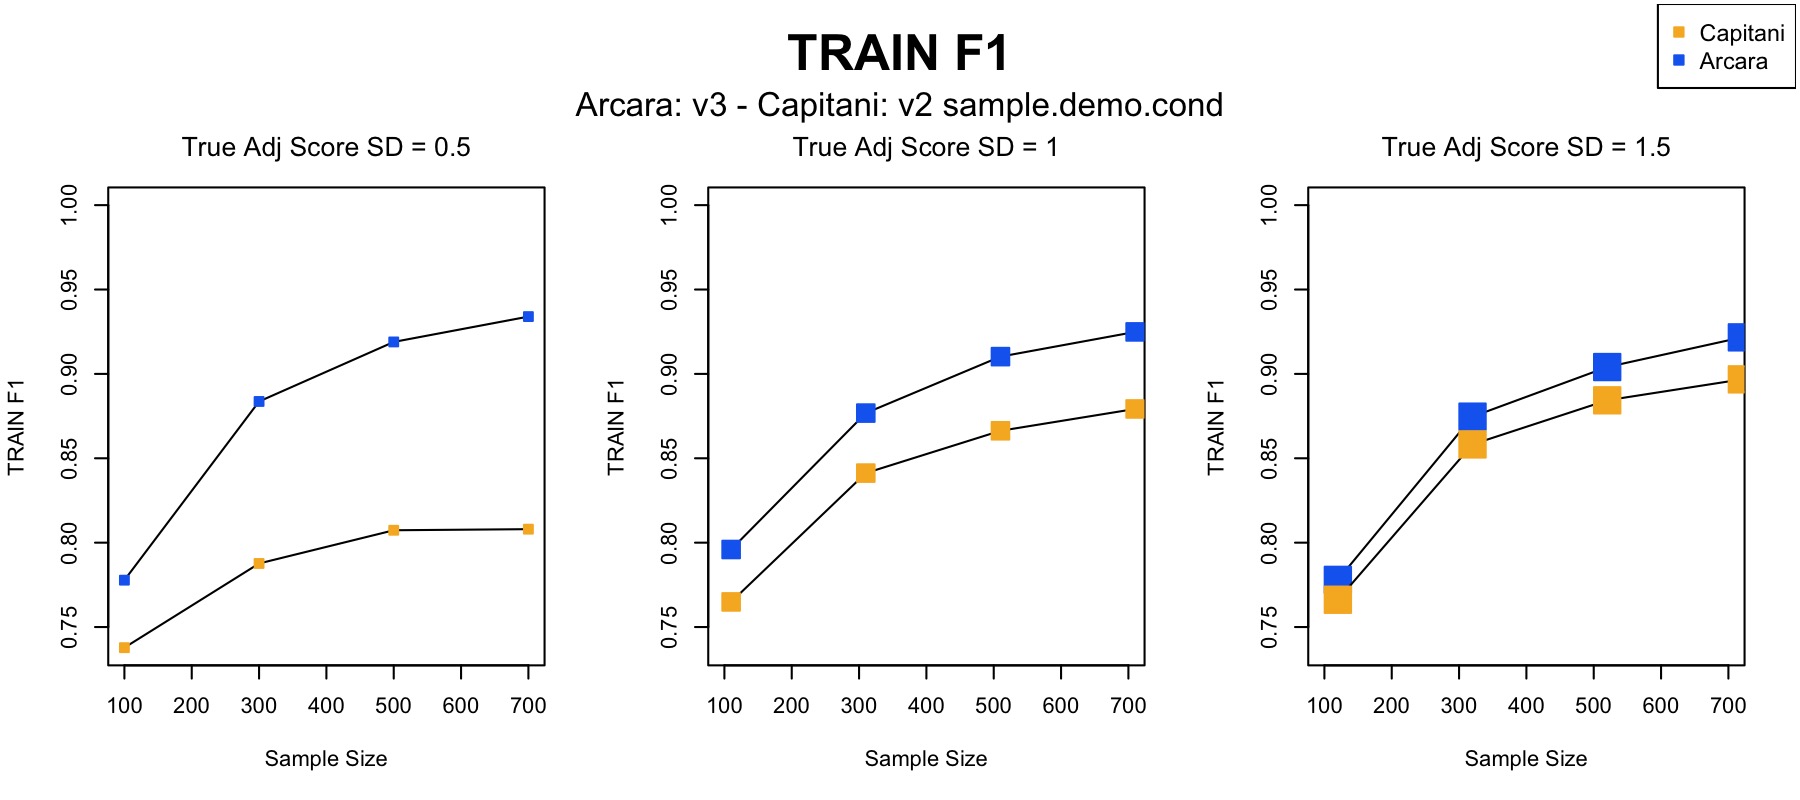 TRAIN F1
Arcara: v3 - Capitani: v2 sample.demo.cond
Capitani
Arcara
True Adj Score SD = 0.5
TRAIN F1
1.00
0.95
0.90
0.85
0.80
0.75
100 200 300 400 500 600 700
Sample Size
True Adj Score SD = 1
TRAIN F1
1.00
0.95
0.90
0.85
0.80
0.75
100 200 300 400 500 600 700
Sample Size
True Adj Score SD = 1.5
TRAIN F1
1.00
0.95
0.90
0.85
0.80
0.75
100 200 300 400 500 600 700
Sample Size